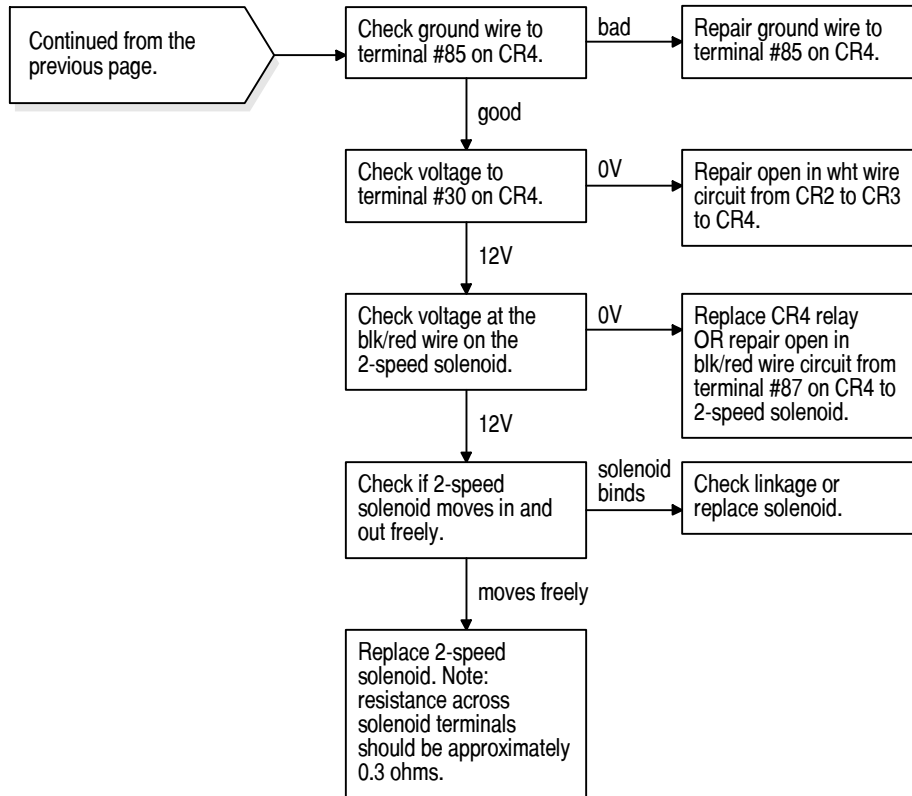 Continued from the
previous page.
Check ground wire to
terminal #85 on CR4.
bad
Repair ground wire to
terminal #85 on CR4.
good
Check voltage to
terminal #30 on CR4.
0V
Repair open in wht wire
circuit from CR2 to CR3
to CR4.
12V
Check voltage at the
blk/red wire on the
2-speed solenoid.
0V
Replace CR4 relay
OR repair open in
blk/red wire circuit from
terminal #87 on CR4 to
2-speed solenoid.
12V
Check if 2-speed
solenoid moves in and
out freely.
solenoid
binds
Check linkage or
replace solenoid.
moves freely
Replace 2-speed
solenoid. Note:
resistance across
solenoid terminals
should be approximately
0.3 ohms.